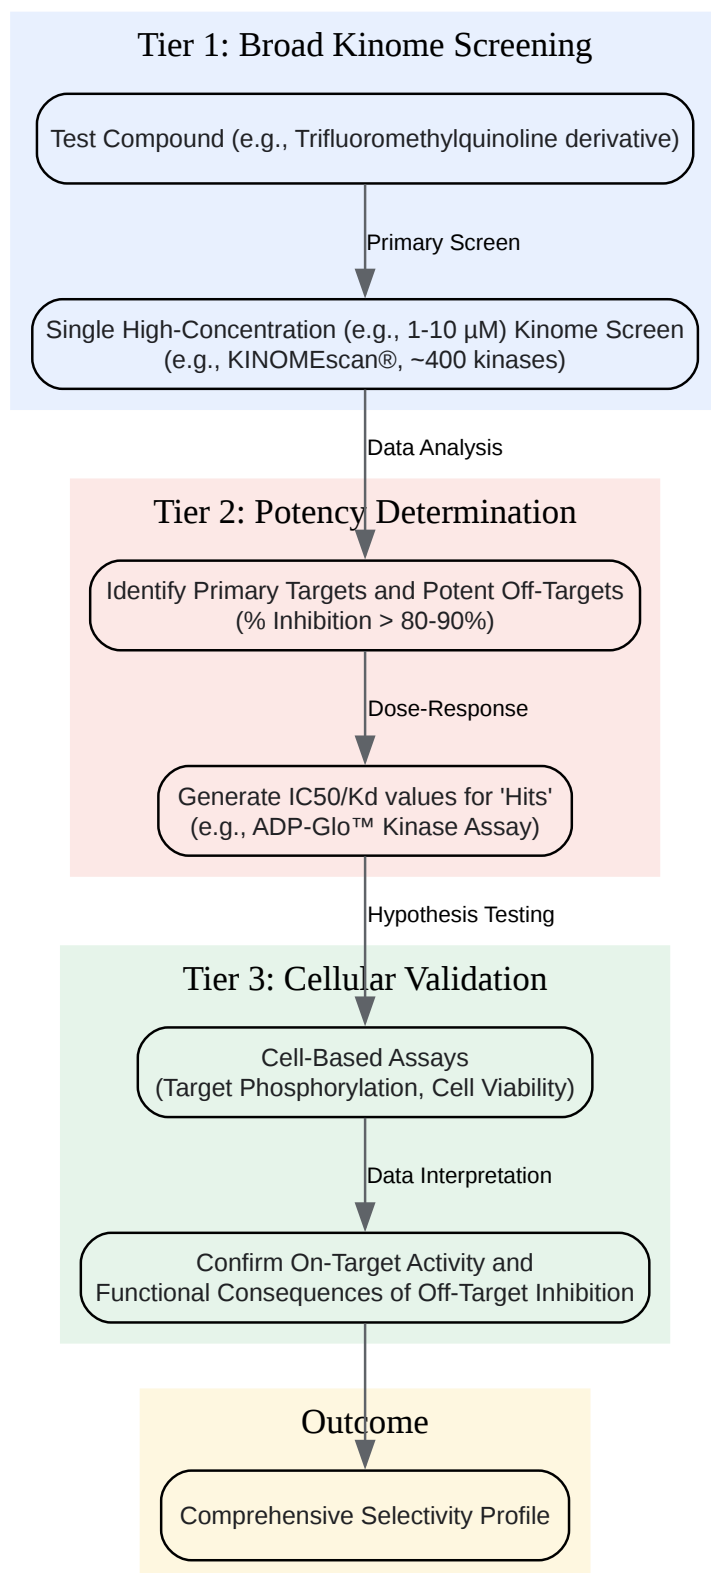 Tier 1: Broad Kinome Screening
Test Compound (e.g., Trifluoromethylquinoline derivative)
Primary Screen
Single High-Concentration (e.g., 1-10 µM) Kinome Screen
(e.g., KINOMEscan®, ~400 kinases)
Data Analysis
Tier 2: Potency Determination
Identify Primary Targets and Potent Off-Targets
(% Inhibition > 80-90%)
Dose-Response
Generate IC50/Kd values for 'Hits'
(e.g., ADP-Glo™ Kinase Assay)
Hypothesis Testing
Tier 3: Cellular Validation
Cell-Based Assays
(Target Phosphorylation, Cell Viability)
Data Interpretation
Confirm On-Target Activity and
Functional Consequences of Off-Target Inhibition
Outcome
Comprehensive Selectivity Profile